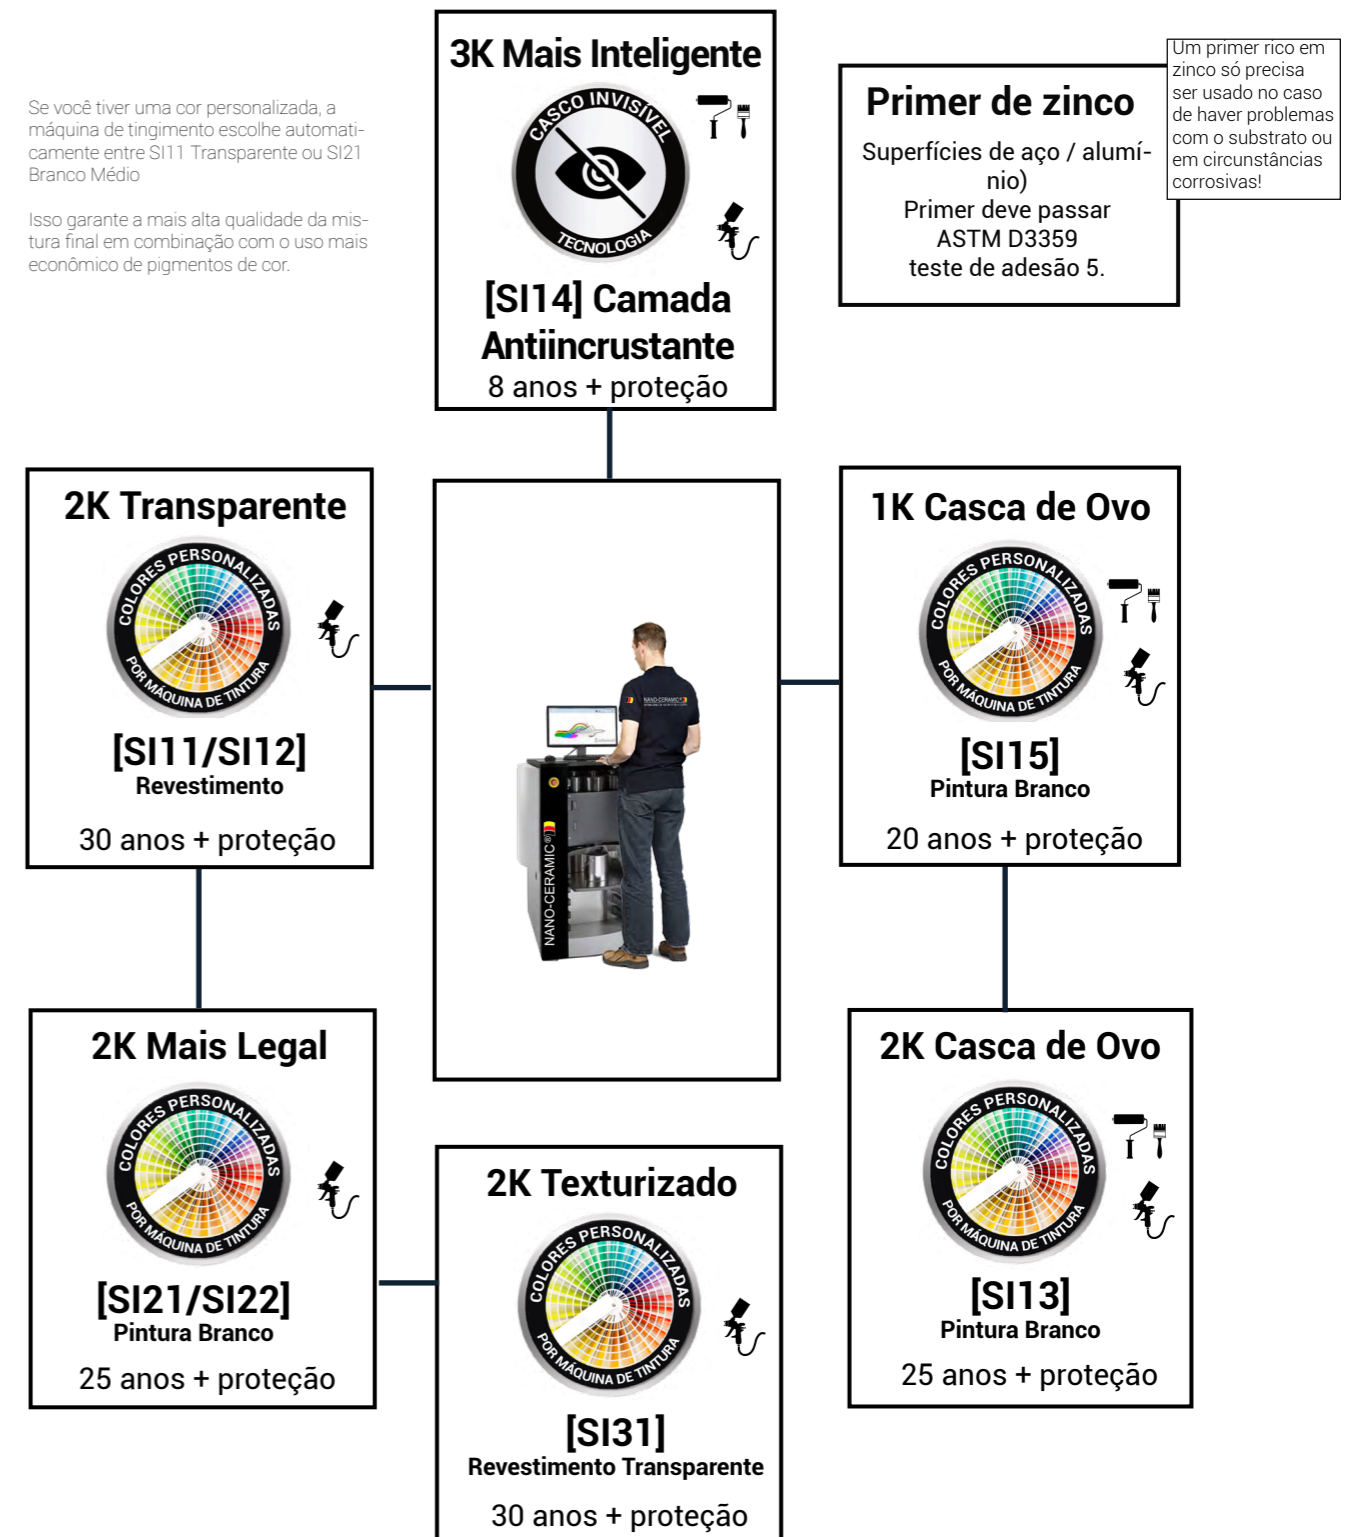 Se você tiver uma cor personalizada, a
máquina de tingimento escolhe automati-
camente entre SI11 Transparente ou SI21
Branco Médio
Isso garante a mais alta qualidade da mis-
tura final em combinação com o uso mais
econômico de pigmentos de cor.
3K Mais Inteligente
CASCO INVISÍVEL
TECNOLOGIA
[SI14] Camada
Antiincrustante
8 anos + proteção
Primer de zinco
Superfícies de aço / alumí-
nio)
Primer deve passar
ASTM D3359
teste de adesão 5.
Um primer rico em
zinco só precisa
ser usado no caso
de haver problemas
com o substrato ou
em circunstâncias
corrosivas!
2K Transparente
COLORES PERSONALIZADAS
POR MÁQUINA DE TINTURA
[SI11/SI12]
Revestimento
30 anos + proteção
NANO-CERAMIC®
NANO-CERAMIC®
1K Casca de Ovo
COLORES PERSONALIZADAS
POR MÁQUINA DE TINTURA
[SI15]
Pintura Branco
20 anos + proteção
2K Mais Legal
COLORES PERSONALIZADAS
POR MÁQUINA DE TINTURA
[SI21/SI22]
Pintura Branco
25 anos + proteção
2K Texturizado
COLORES PERSONALIZADAS
POR MÁQUINA DE TINTURA
[SI31]
Revestimento Transparente
30 anos + proteção
2K Casca de Ovo
COLORES PERSONALIZADAS
POR MÁQUINA DE TINTURA
[SI13]
Pintura Branco
25 anos + proteção